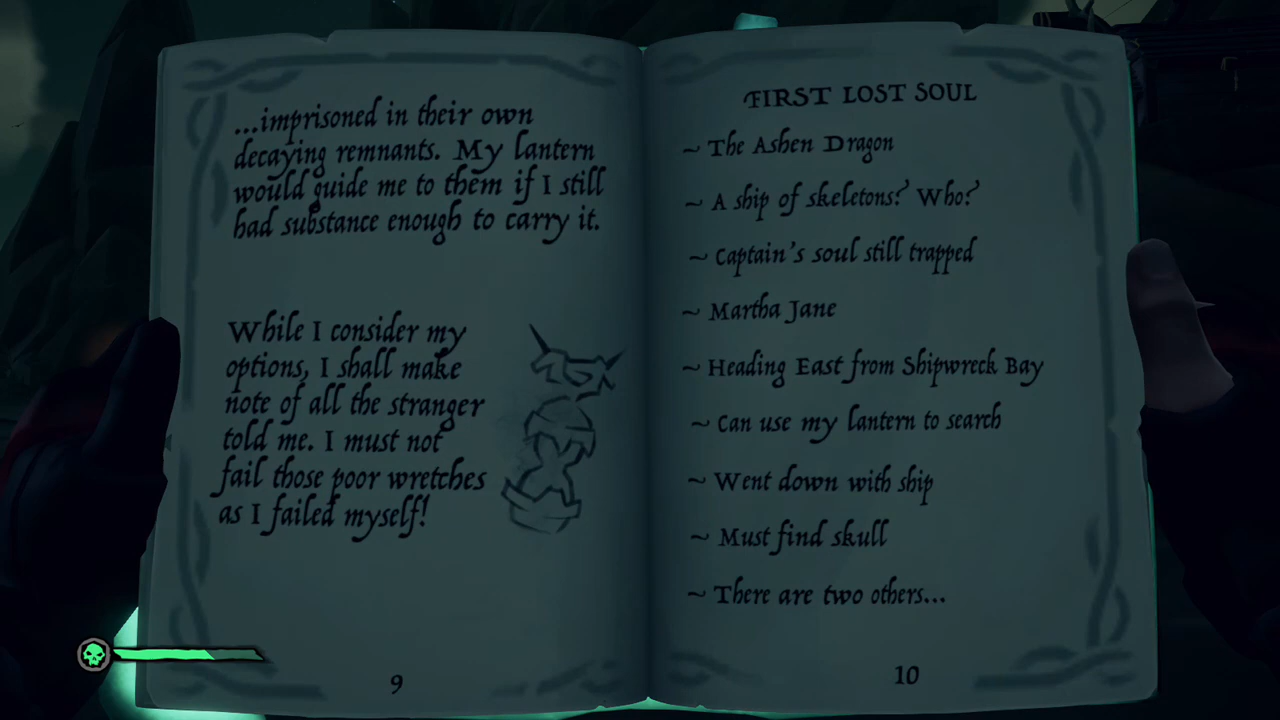 ...imprisoned in their own
decaying remnants. My lantern
would guide me to them if I still
had substance enough to carry it.
While I consider my
options, I shall make
note of all the stranger
told me. I must not
fail those poor wretches
as I failed myself!
9
FIRST LOST SOUL
~ The Ashen Dragon
~ A ship of skeletons? Who?
~ Captain's soul still trapped
~ Martha Jane
~ Heading East from Shipwreck Bay
~ Can use my lantern to search
~ Went down with ship
~ Must find skull
~ There are two others...
10